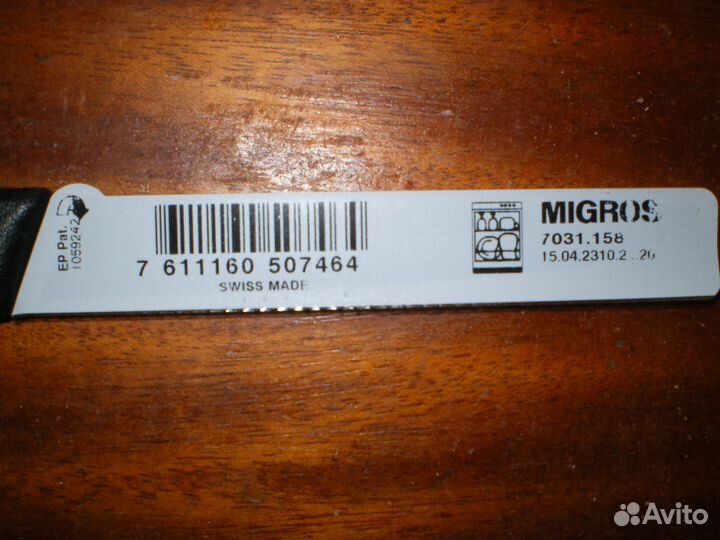 EP Pat.
1059242
7 611160 507464
SWISS MADE
MIGROS
7031.158
Avito